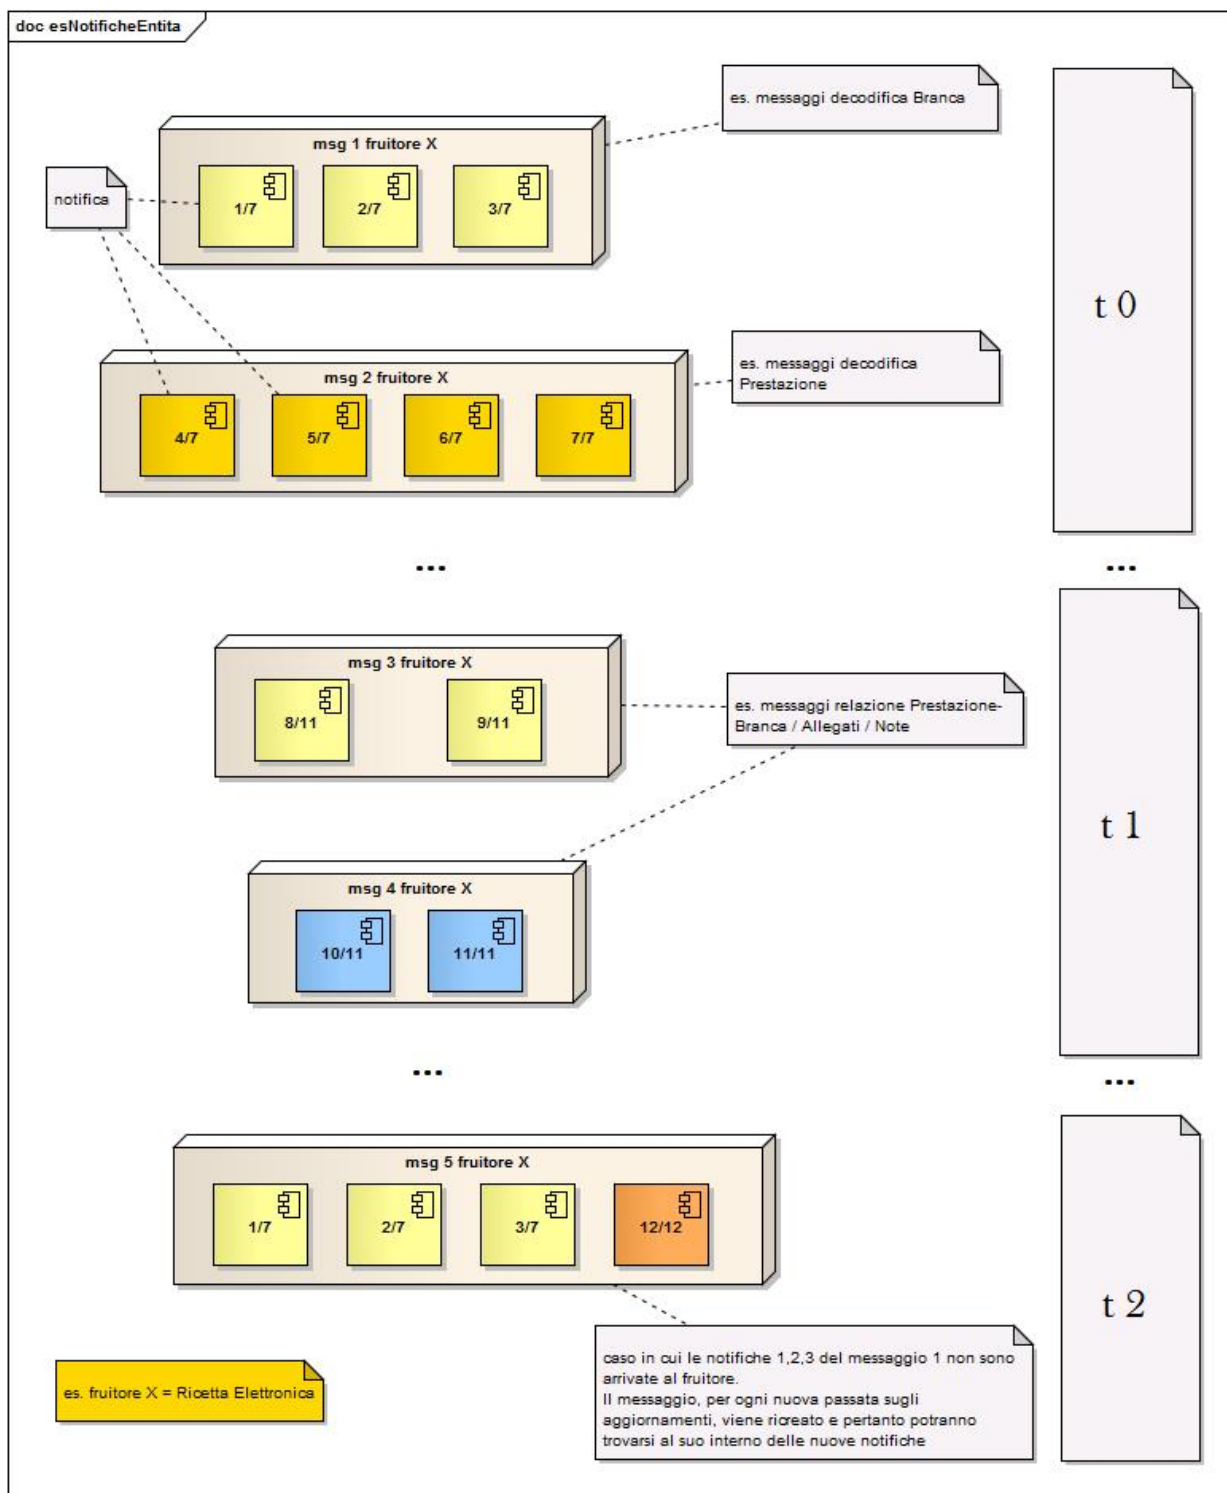 doc esNotificheEntita
es. messaggi decodifica Branca
msg 1 fruitore X
notifica
1/7
2/7
3/7
t 0
es. messaggi decodifica
Prestazione
msg 2 fruitore X
4/7
5/7
6/7
7/7
...
...
msg 3 fruitore X
8/11
9/11
es. messaggi relazione Prestazione-
Branca / Allegati / Note
t 1
msg 4 fruitore X
10/11
11/11
...
...
msg 5 fruitore X
1/7
2/7
3/7
12/12
t 2
caso in cui le notifiche 1,2,3 del messaggio 1 non sono
arrivate al fruitore.
Il messaggio, per ogni nuova passata sugli
aggiornamenti, viene ricreato e pertanto potranno
trovarsi al suo interno delle nuove notifiche
es. fruitore X = Ricetta Elettronica